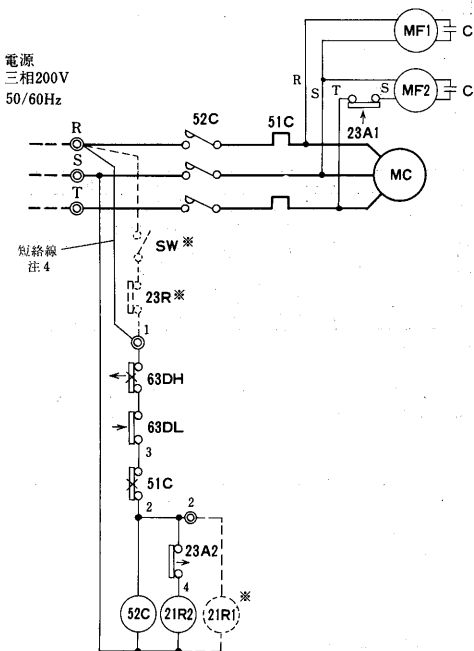 MF1
C
電源
三相200V
50/60Hz
R
S
MF2
C
T
S
23A1
R
52C
51C
S
MC
T
短絡線
注4
SW※
23R※
1
63DH
63DL
3
51C
2
2
23A2
4
52C
21R2
21R1
※